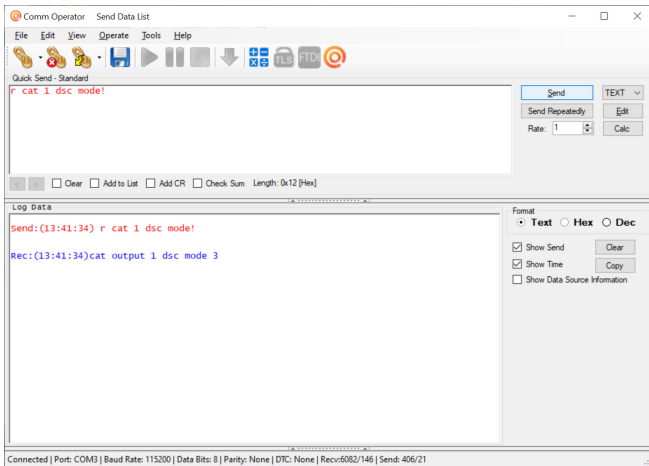 Comm Operator Send Data List
File Edit View Operate Tools Help
TLS FTDI
Quick Send - Standard
r cat 1 dsc mode!
Send TEXT
Send Repeatedly Edit
Rate: 1 Calc
< > Clear Add to List Add CR Check Sum Length: 0x12 [Hex]
Log Data
Format
Text Hex Dec
Send:(13:41:34) r cat 1 dsc mode!
Show Send Clear
Rec:(13:41:34)cat output 1 dsc mode 3
Show Time Copy
Show Data Source Information
Connected | Port: COM3 | Baud Rate: 115200 | Data Bits: 8 | Parity: None | DTC: None | Recv:6082/146 | Send: 406/21